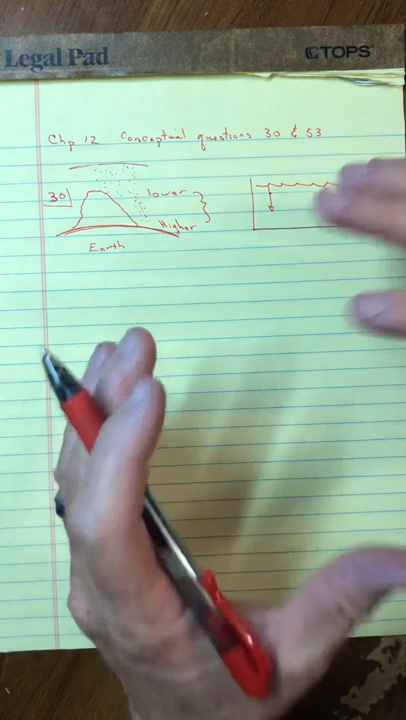 Legal Pad
TOPS
Chp 12 Conceptual questions 30 & 53
30
lower
Higher
Earth